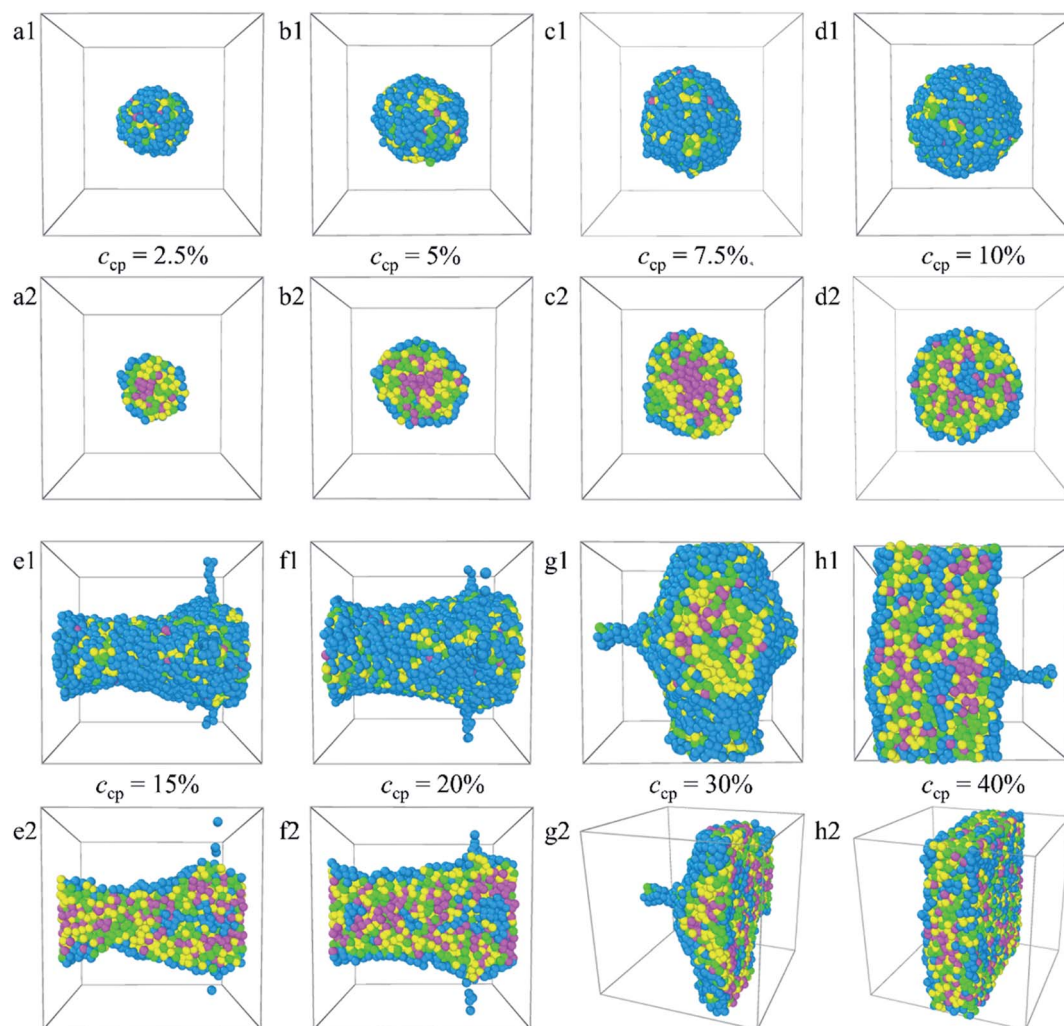 a1 b1 c1 d1
c_cp = 2.5% c_cp = 5% c_cp = 7.5% c_cp = 10%
a2 b2 c2 d2
e1 f1 g1 h1
c_cp = 15% c_cp = 20% c_cp = 30% c_cp = 40%
e2 f2 g2 h2